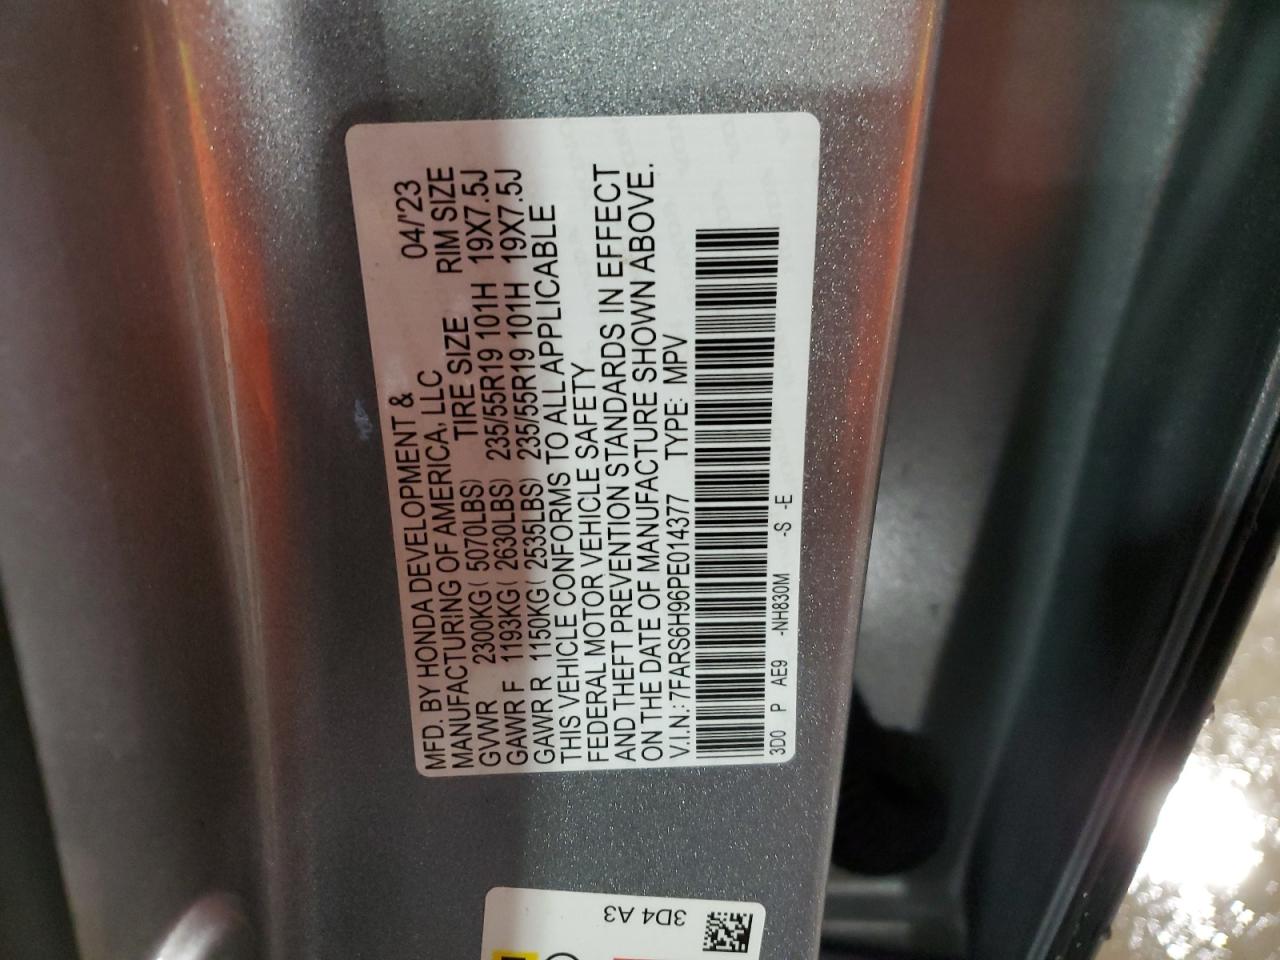 MFD. BY HONDA DEVELOPMENT & 04/'23
MANUFACTURING OF AMERICA, LLC
TIRE SIZE RIM SIZE
GVWR 2300KG( 5070LBS)
GAWR F 1193KG( 2630LBS) 235/55R19 101H 19X7.5J
GAWR R 1150KG( 2535LBS) 235/55R19 101H 19X7.5J
THIS VEHICLE CONFORMS TO ALL APPLICABLE
FEDERAL MOTOR VEHICLE SAFETY
AND THEFT PREVENTION STANDARDS IN EFFECT
ON THE DATE OF MANUFACTURE SHOWN ABOVE.
V.I.N.: 7FARS6H96PE014377 TYPE: MPV
3D0 P AE9 -NH830M -S -E
3D4 A3